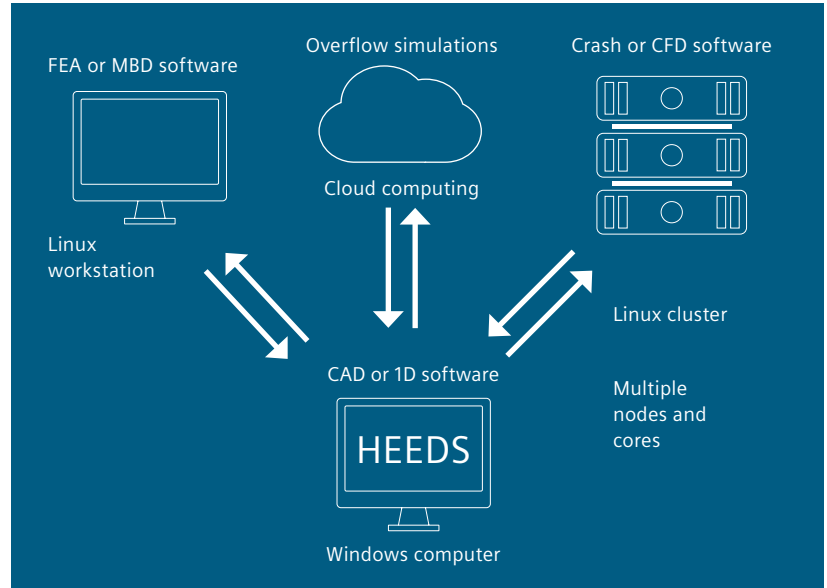 Overflow simulations
Crash or CFD software
FEA or MBD software
Cloud computing
Linux
workstation
Linux cluster
CAD or 1D software
Multiple
nodes and
cores
HEEDS
Windows computer